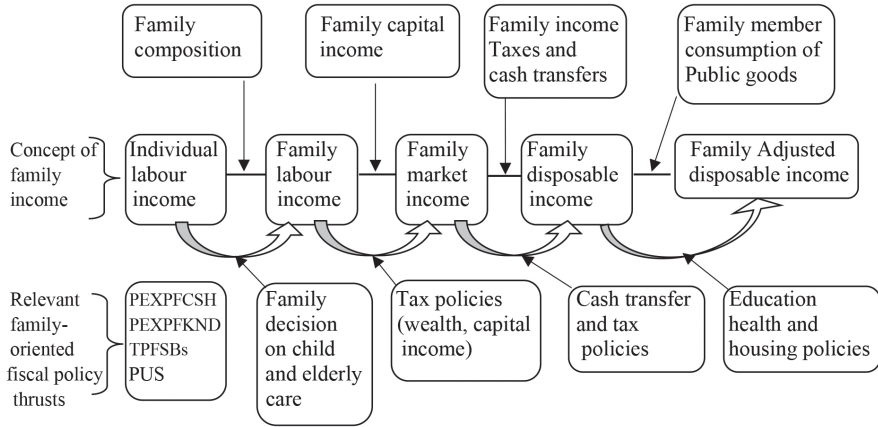 Family
composition
Family capital
income
Family income
Taxes and
cash transfers
Family member
consumption of
Public goods
Concept of
family
income
Individual
labour
income
Family
labour
income
Family
market
income
Family
disposable
income
Family Adjusted
disposable income
Relevant
family-
oriented
fiscal policy
thrusts
PEXPFCSH
PEXPFKND
TPFSBs
PUS
Family
decision
on child
and elderly
care
Tax policies
(wealth, capital
income)
Cash transfer
and tax
policies
Education
health and
housing policies